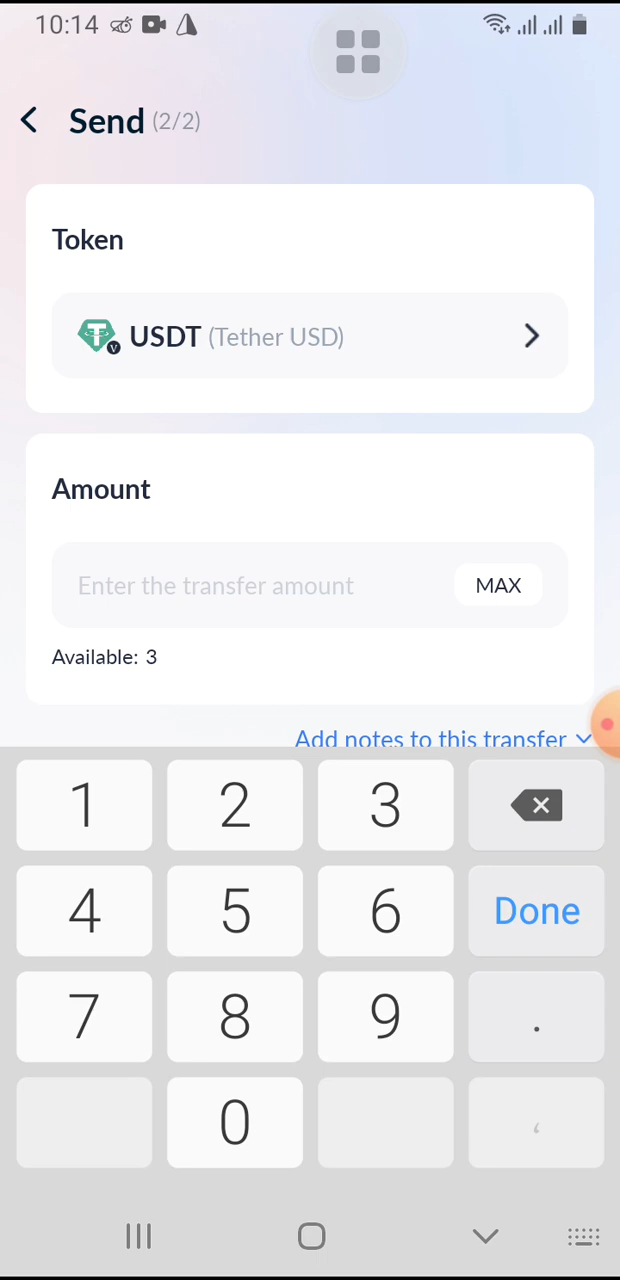 10:14
Send (2/2)
Token
USDT (Tether USD)
Amount
Enter the transfer amount MAX
Available: 3
Add notes to this transfer
1 2 3
4 5 6 Done
7 8 9 .
0 ,